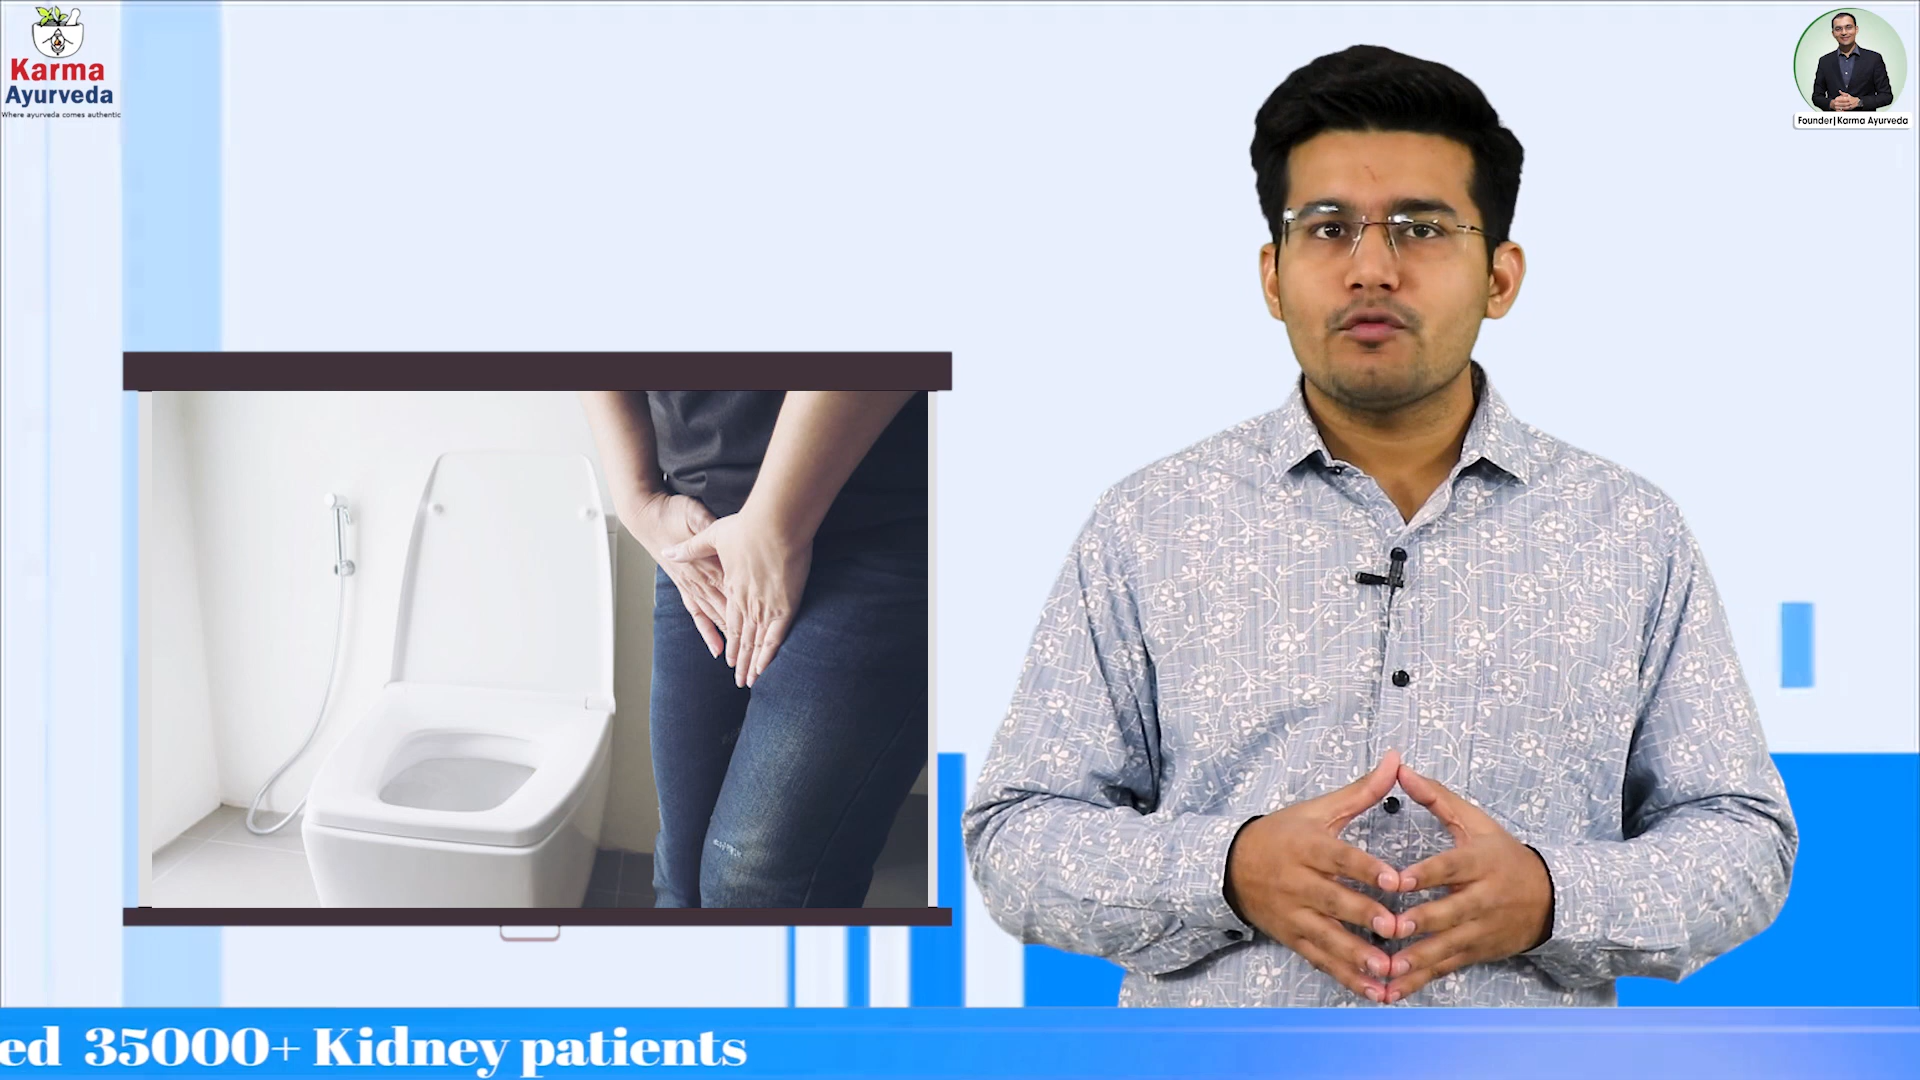 Karma
Ayurveda
Where ayurveda comes authentic
Founder|Karma Ayurveda
ed 35000+ Kidney patients